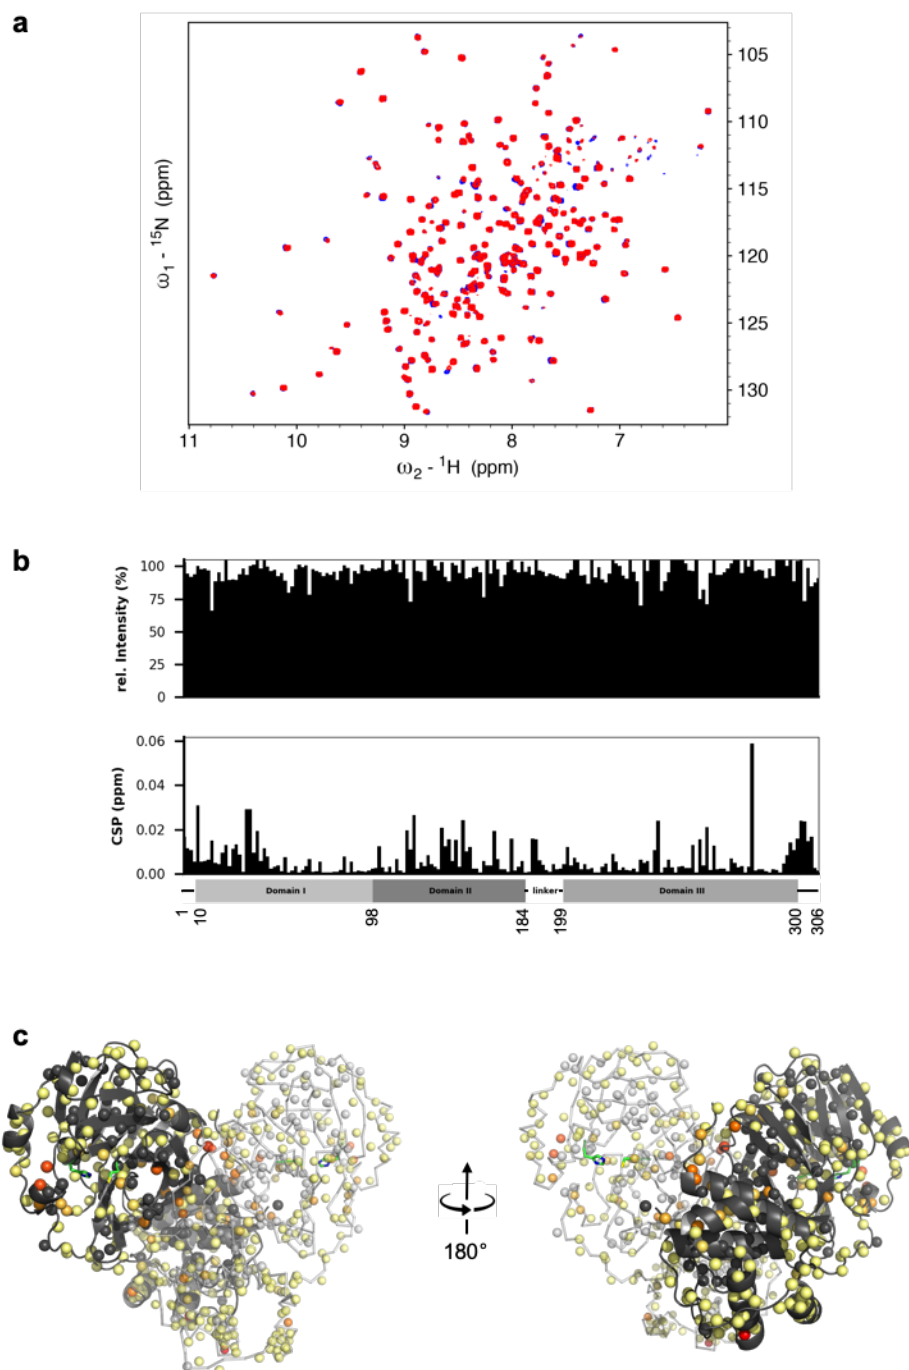 a
105
110
115
120
125
130
ω₁ - ¹⁵N (ppm)
11 10 9 8 7
ω₂ - ¹H (ppm)
b
rel. Intensity (%)
100
75
50
25
0
CSP (ppm)
0.06
0.04
0.02
0.00
Domain I Domain II linker Domain III
1 10 98 184 199 300 306
c
180°